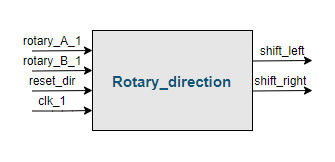 rotary_A_1
rotary_B_1
reset_dir
clk_1
Rotary_direction
shift_left
shift_right